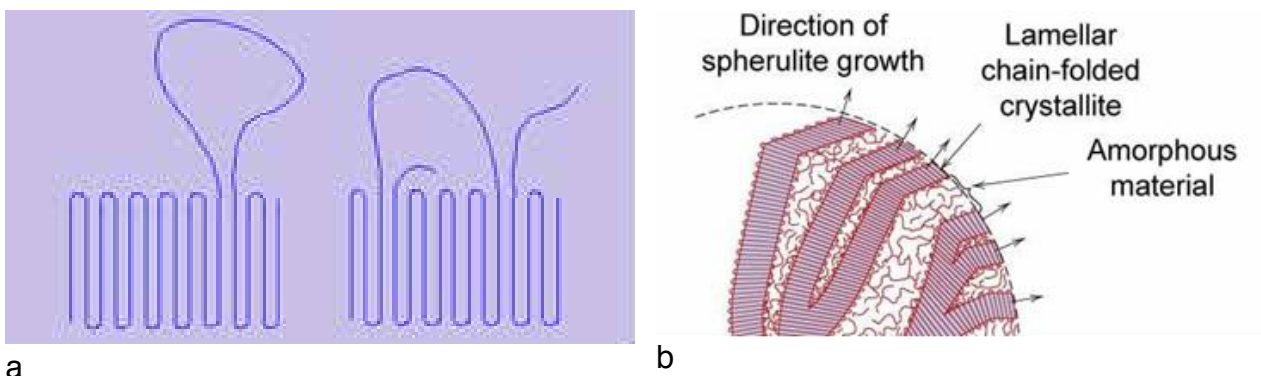 Direction of
spherulite growth
Lamellar
chain-folded
crystallite
Amorphous
material
a
b